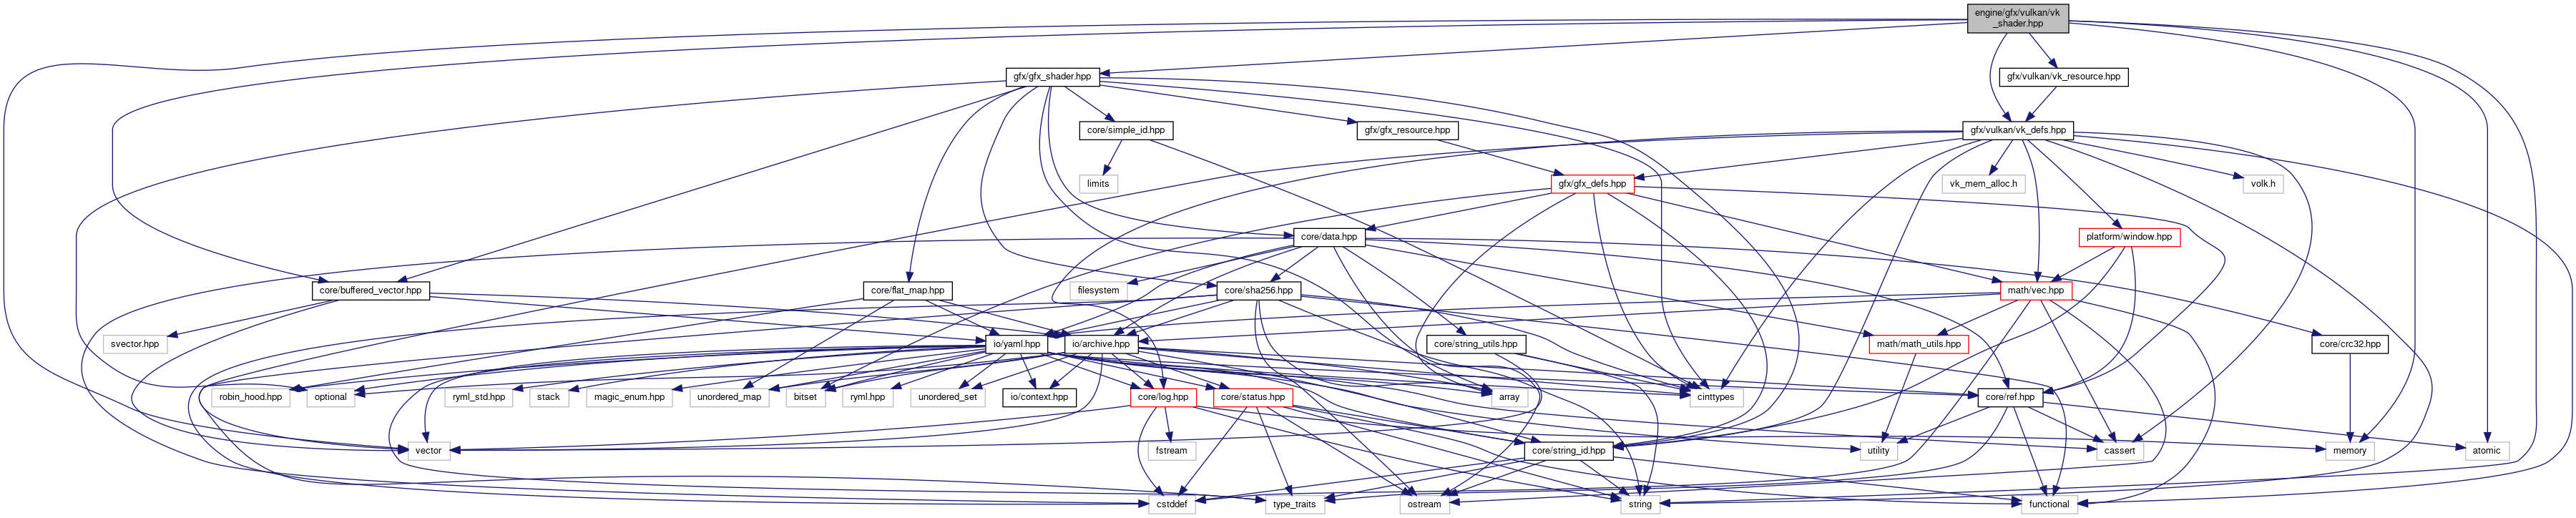 engine/gfx/vulkan/vk
_shader.hpp
gfx/gfx_shader.hpp
gfx/vulkan/vk_resource.hpp
core/simple_id.hpp
gfx/gfx_resource.hpp
gfx/vulkan/vk_defs.hpp
limits
gfx/gfx_defs.hpp
vk_mem_alloc.h
volk.h
core/data.hpp
platform/window.hpp
core/buffered_vector.hpp
core/flat_map.hpp
filesystem
core/sha256.hpp
math/vec.hpp
svector.hpp
io/yaml.hpp
io/archive.hpp
core/string_utils.hpp
math/math_utils.hpp
core/crc32.hpp
robin_hood.hpp
optional
ryml_std.hpp
stack
magic_enum.hpp
unordered_map
bitset
ryml.hpp
unordered_set
io/context.hpp
core/log.hpp
core/status.hpp
array
cinttypes
core/ref.hpp
vector
fstream
core/string_id.hpp
utility
cassert
memory
atomic
cstddef
type_traits
ostream
string
functional